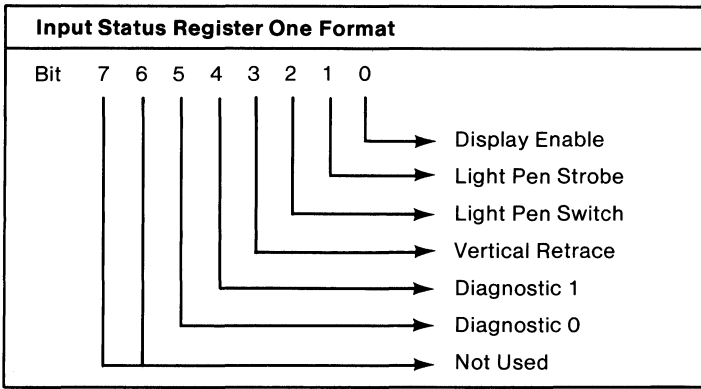 Input Status Register One Format
Bit 7 6 5 4 3 2 1 0
Display Enable
Light Pen Strobe
Light Pen Switch
Vertical Retrace
Diagnostic 1
Diagnostic 0
Not Used